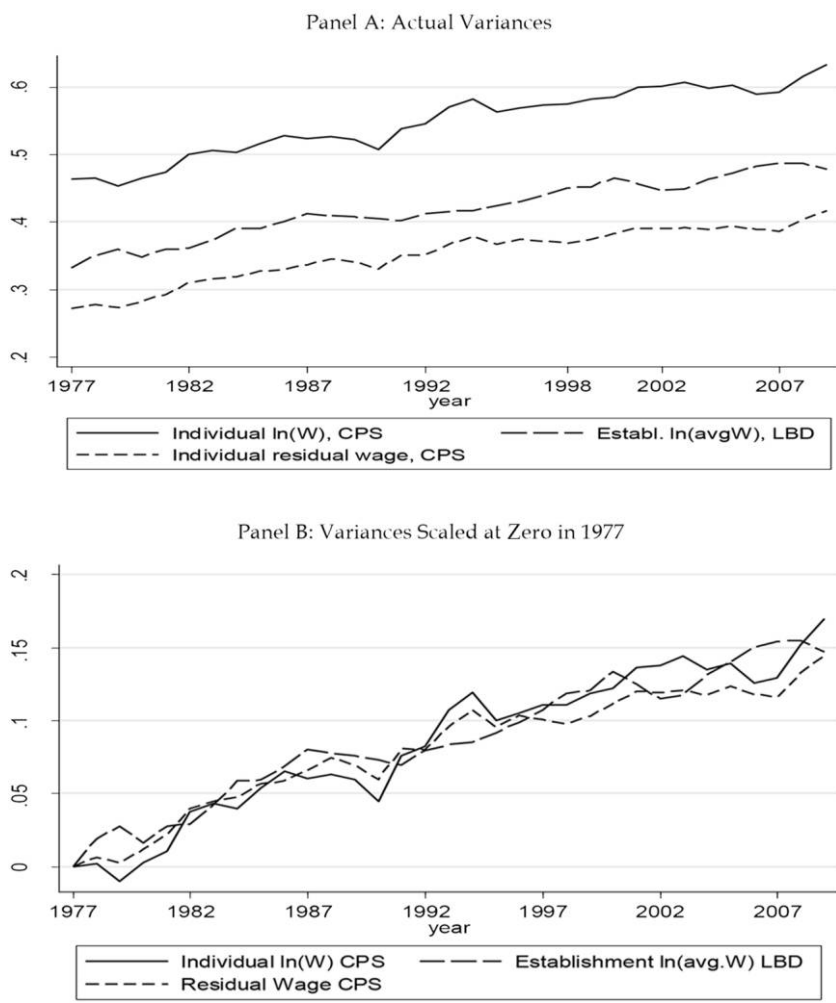 Panel A: Actual Variances
.6
.5
.4
.3
.2
1977 1982 1987 1992 1998 2002 2007
year
Individual ln(W), CPS Establ. ln(avgW), LBD
Individual residual wage, CPS
Panel B: Variances Scaled at Zero in 1977
.2
.15
.1
.05
0
1977 1982 1987 1992 1997 2002 2007
year
Individual ln(W) CPS Establishment ln(avg.W) LBD
Residual Wage CPS